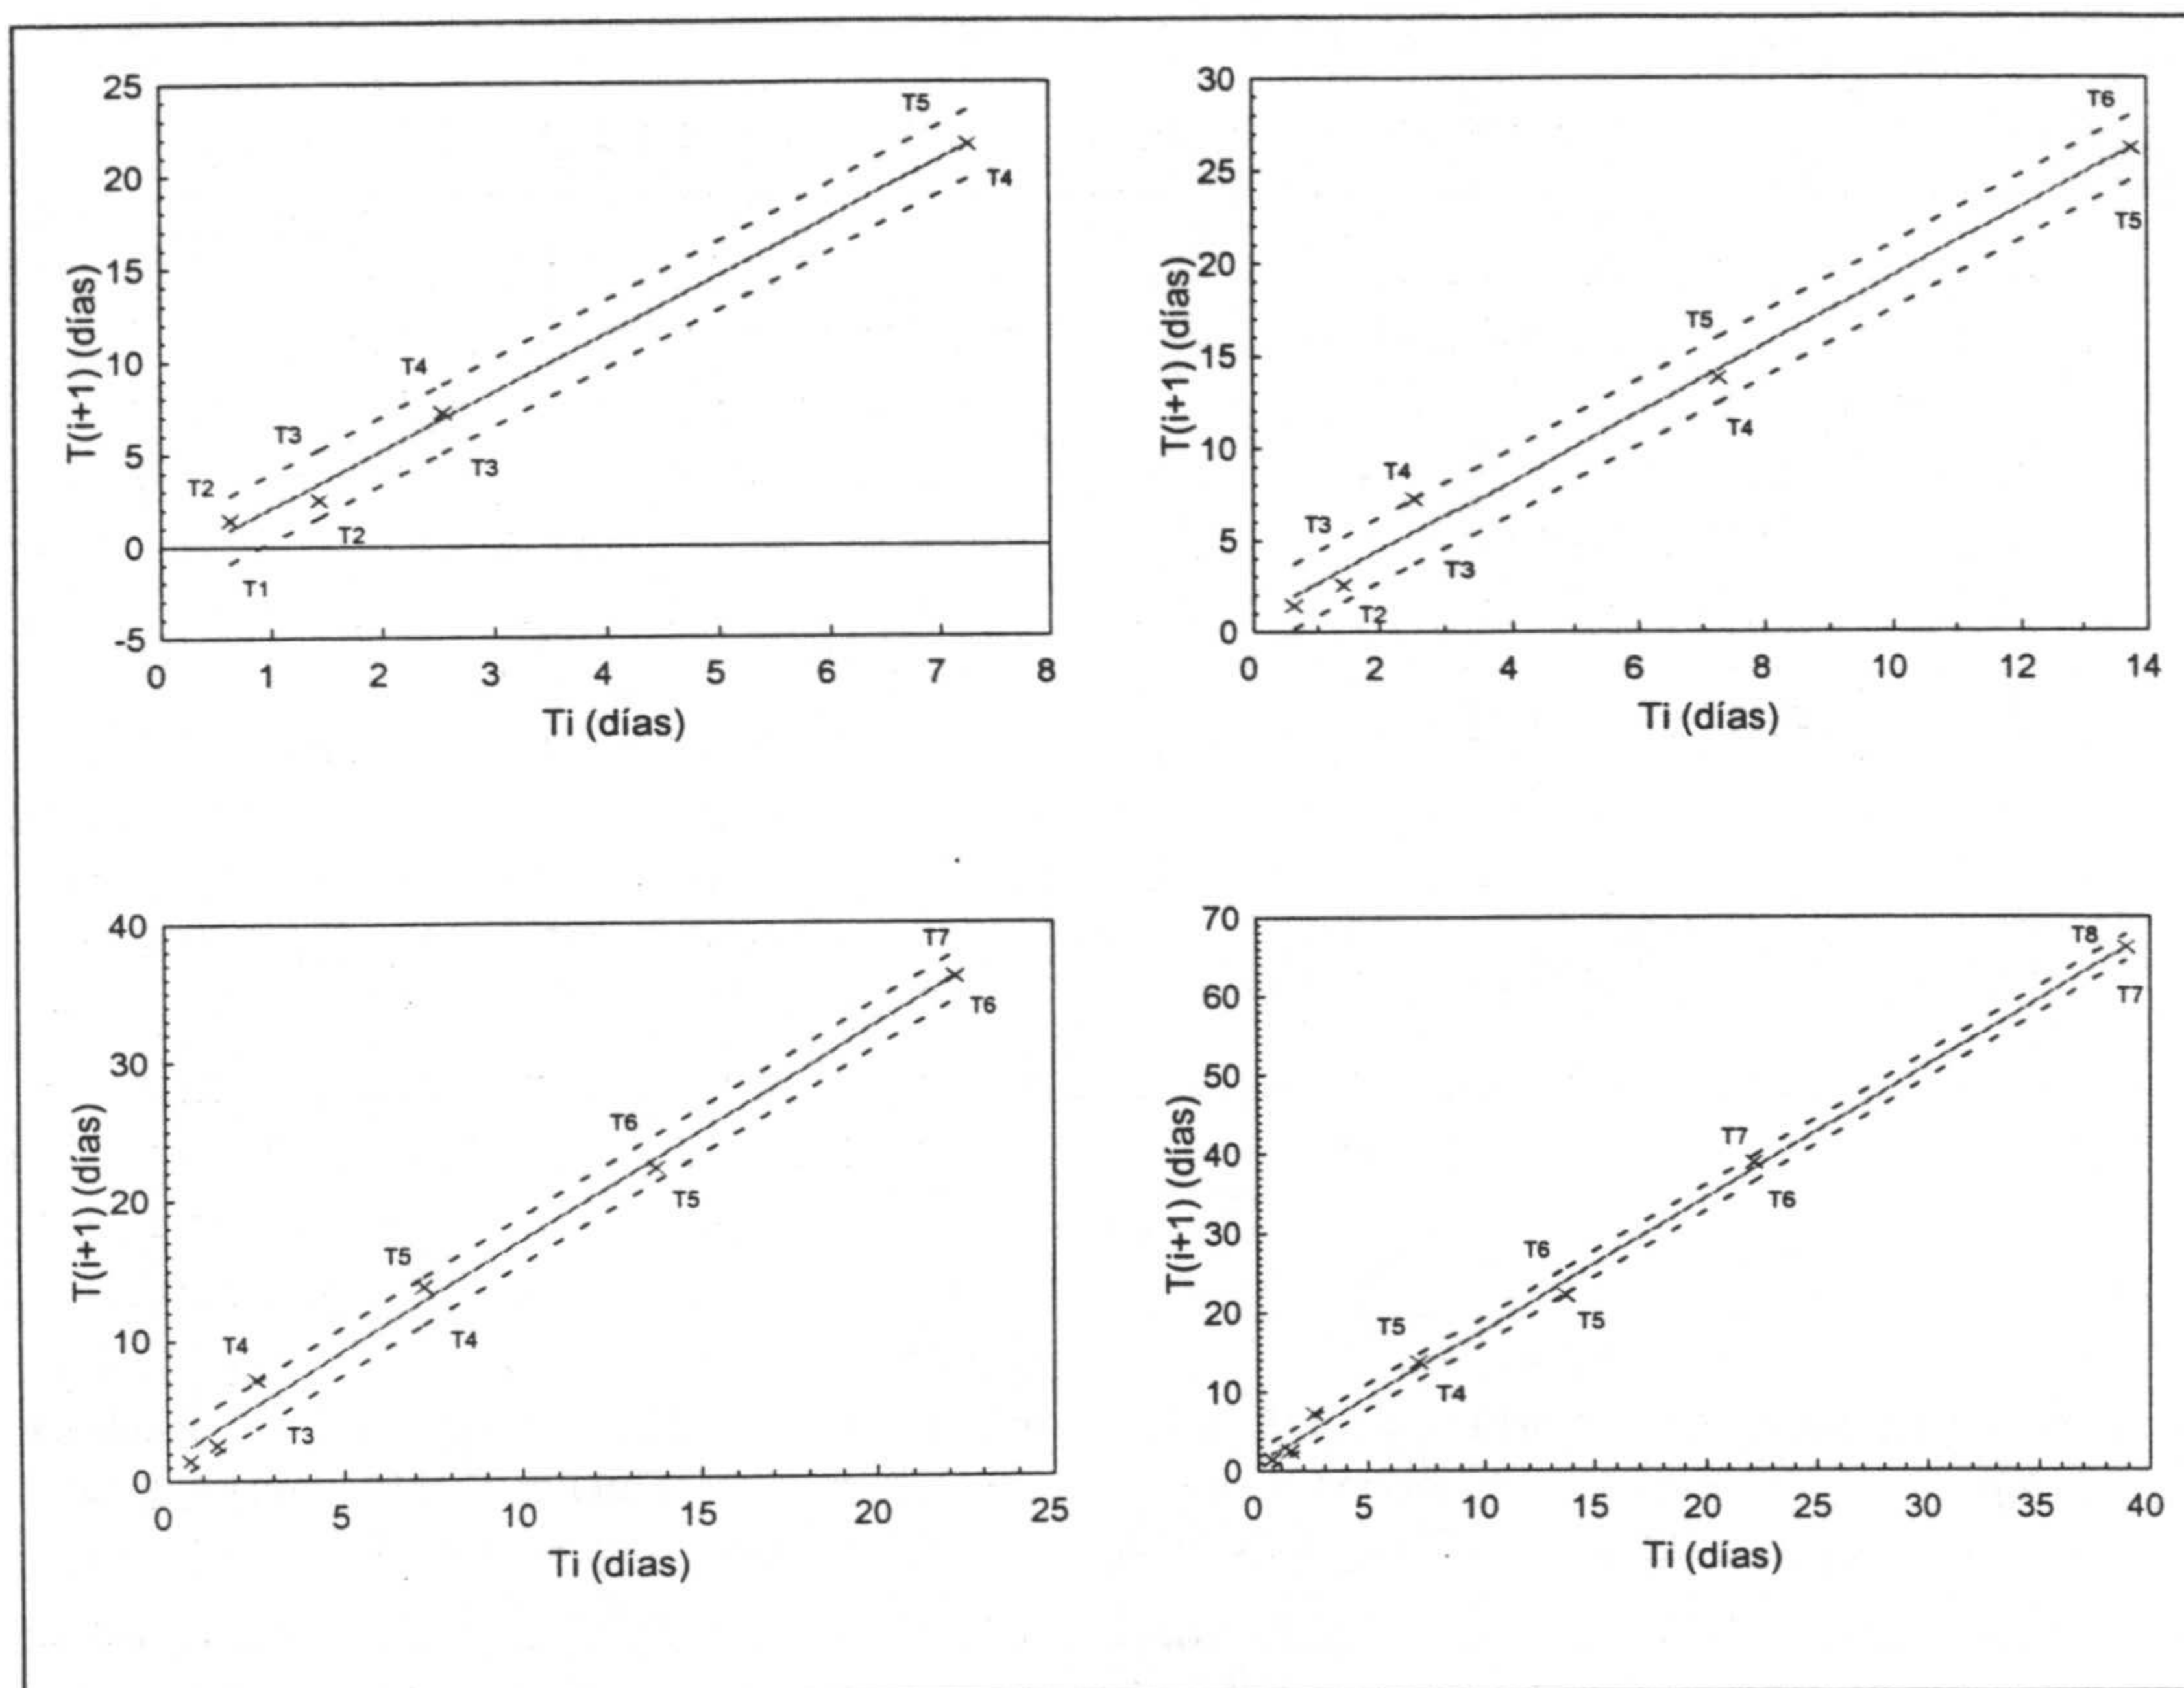 25
20
15
10
5
0
-5
T(i+1) (días)
T5
T4
T4
T3
T3
T2
T2
T1
0 1 2 3 4 5 6 7 8
Ti (días)
30
25
20
15
10
5
0
T(i+1) (días)
T6
T5
T5
T4
T4
T3
T3
T2
0 2 4 6 8 10 12 14
Ti (días)
40
30
20
10
0
T(i+1) (días)
T7
T6
T6
T5
T5
T4
T4
T3
0 5 10 15 20 25
Ti (días)
70
60
50
40
30
20
10
0
T(i+1) (días)
T8
T7
T7
T6
T6
T5
T5
T4
0 5 10 15 20 25 30 35 40
Ti (días)